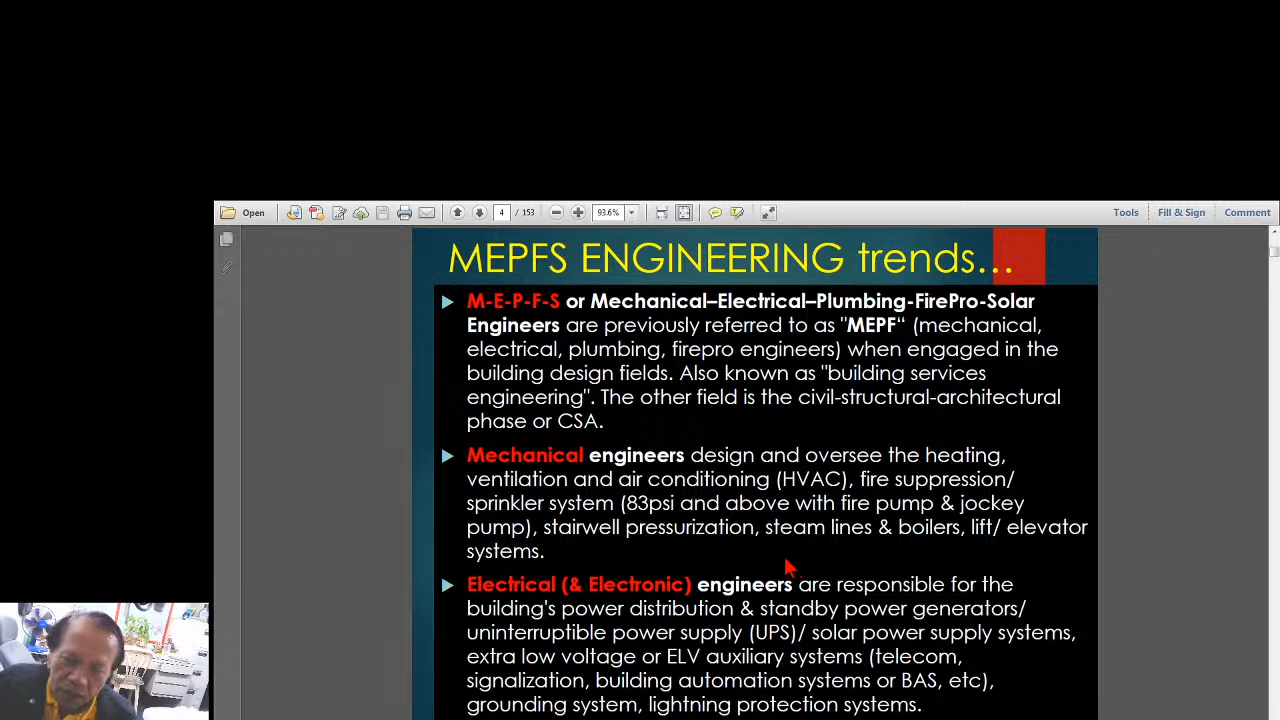 Open
4 / 153
93.6%
Tools
Fill & Sign
Comment
MEPFS ENGINEERING trends...
M-E-P-F-S or Mechanical–Electrical–Plumbing-FirePro-Solar
Engineers are previously referred to as "MEPF“ (mechanical,
electrical, plumbing, firepro engineers) when engaged in the
building design fields. Also known as "building services
engineering". The other field is the civil-structural-architectural
phase or CSA.
Mechanical engineers design and oversee the heating,
ventilation and air conditioning (HVAC), fire suppression/
sprinkler system (83psi and above with fire pump & jockey
pump), stairwell pressurization, steam lines & boilers, lift/ elevator
systems.
Electrical (& Electronic) engineers are responsible for the
building's power distribution & standby power generators/
uninterruptible power supply (UPS)/ solar power supply systems,
extra low voltage or ELV auxiliary systems (telecom,
signalization, building automation systems or BAS, etc),
grounding system, lightning protection systems.